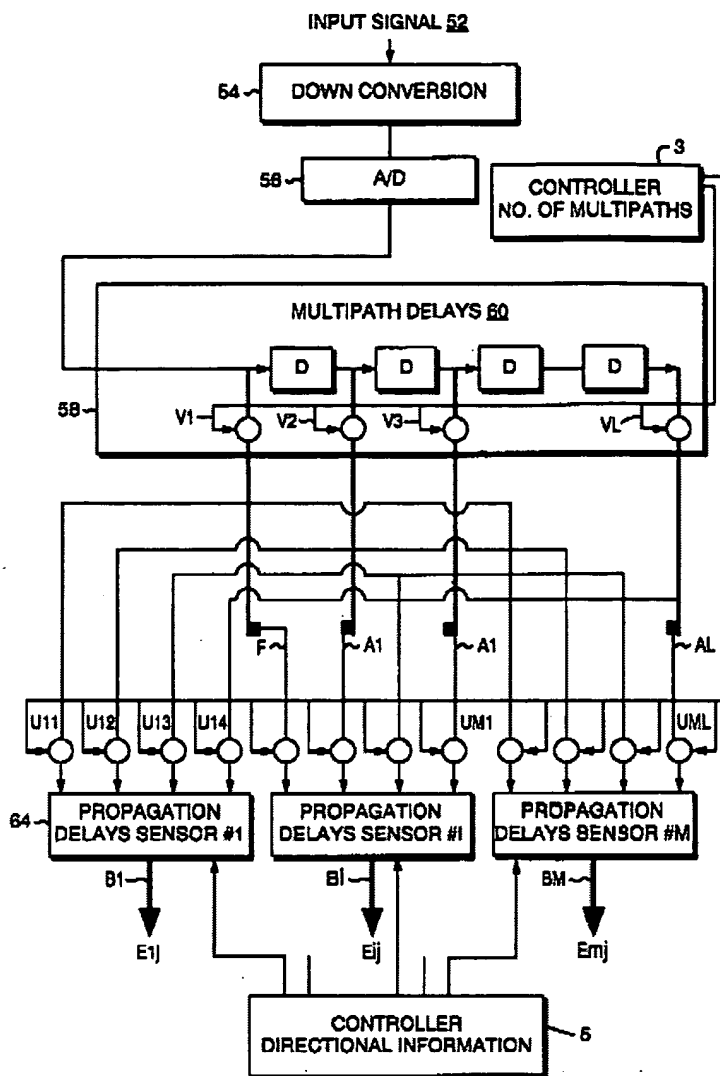 INPUT SIGNAL 52
54
DOWN CONVERSION
56
A/D
3
CONTROLLER
NO. OF MULTIPATHS
MULTIPATH DELAYS 60
D D D D
58
V1 V2 V3 VL
F A1 A1 AL
U11 U12 U13 U14 UM1 UML
64
PROPAGATION
DELAYS SENSOR #1
PROPAGATION
DELAYS SENSOR #I
PROPAGATION
DELAYS SENSOR #M
B1 Bi BM
E1j Eij Emj
CONTROLLER
DIRECTIONAL INFORMATION
5